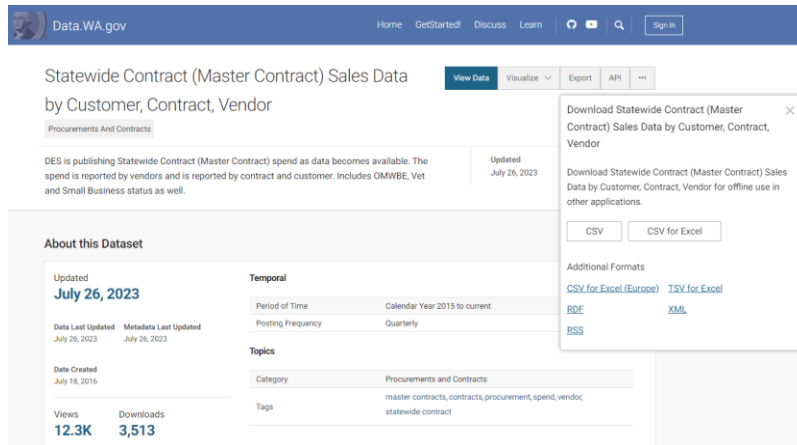 Data.WA.gov
Home GetStarted! Discuss Learn Sign In
Statewide Contract (Master Contract) Sales Data
by Customer, Contract, Vendor
View Data Visualize Export API ...
Procurements And Contracts
DES is publishing Statewide Contract (Master Contract) spend as data becomes available. The
spend is reported by vendors and is reported by contract and customer. Includes OMWBE, Vet
and Small Business status as well.
Updated
July 26, 2023
Download Statewide Contract (Master
Contract) Sales Data by Customer, Contract,
Vendor
Download Statewide Contract (Master Contract) Sales
Data by Customer, Contract, Vendor for offline use in
other applications.
CSV CSV for Excel
Additional Formats
CSV for Excel (Europe) TSV for Excel
RDF XML
RSS
About this Dataset
Updated
July 26, 2023
Data Last Updated Metadata Last Updated
July 26, 2023 July 26, 2023
Date Created
July 18, 2016
Views Downloads
12.3K 3,513
Temporal
Period of Time Calendar Year 2015 to current
Posting Frequency Quarterly
Topics
Category Procurements and Contracts
Tags master contracts, contracts, procurement, spend, vendor,
statewide contract